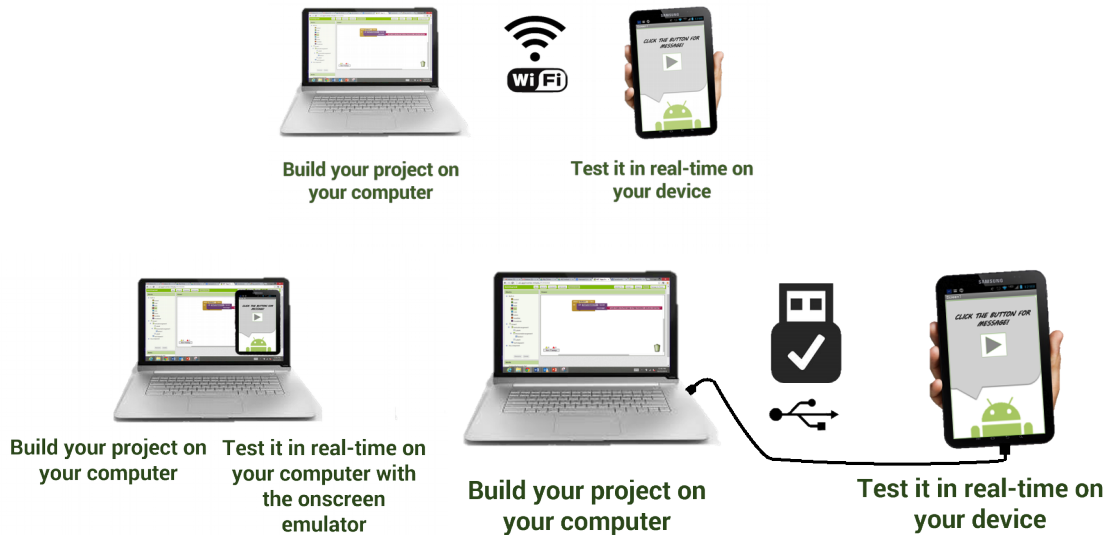 Wi Fi
SAMSUNG
CLICK THE BUTTON FOR
MESSAGE!
Build your project on
your computer
Test it in real-time on
your device
CLICK THE BUTTON FOR
MESSAGE!
Build your project on
your computer
Test it in real-time on
your computer with
the onscreen
emulator
SAMSUNG
CLICK THE BUTTON FOR
MESSAGE!
Build your project on
your computer
Test it in real-time on
your device